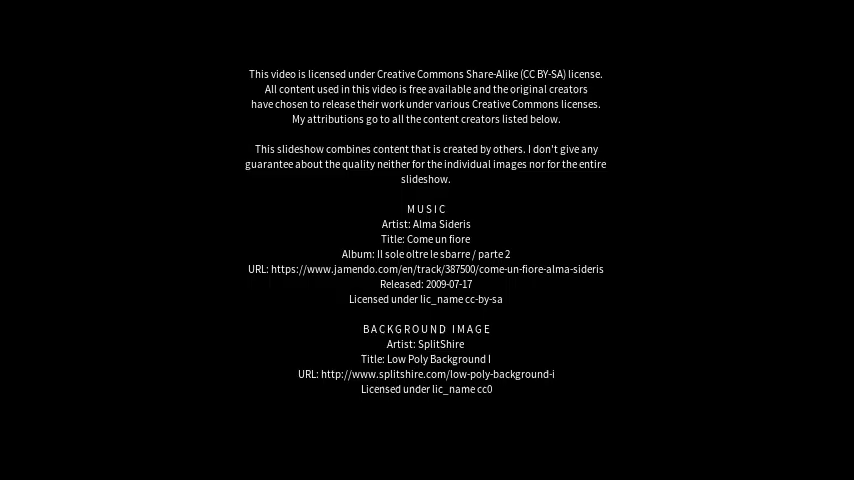 This video is licensed under Creative Commons Share-Alike (CC BY-SA) license.
All content used in this video is free available and the original creators
have chosen to release their work under various Creative Commons licenses.
My attributions go to all the content creators listed below.
This slideshow combines content that is created by others. I don't give any
guarantee about the quality neither for the individual images nor for the entire
slideshow.
MUSIC
Artist: Alma Sideris
Title: Come un fiore
Album: Il sole oltre le sbarre / parte 2
URL: https://www.jamendo.com/en/track/387500/come-un-fiore-alma-sideris
Released: 2009-07-17
Licensed under lic_name cc-by-sa
BACKGROUND IMAGE
Artist: SplitShire
Title: Low Poly Background I
URL: http://www.splitshire.com/low-poly-background-i
Licensed under lic_name cc0